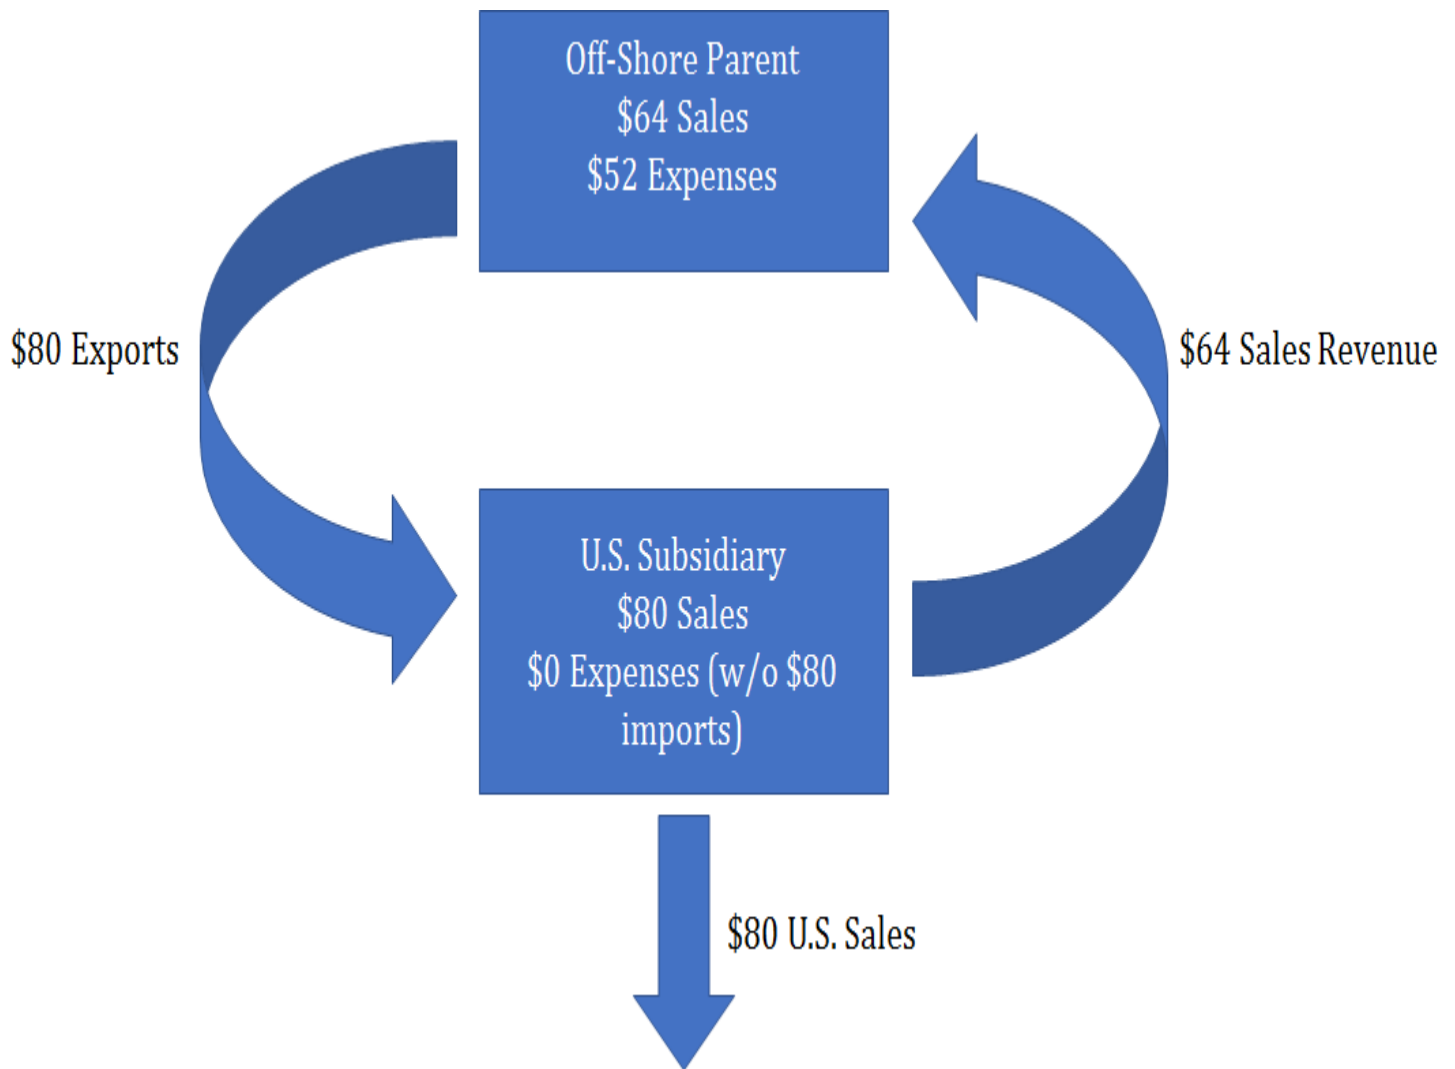 Off-Shore Parent
$64 Sales
$52 Expenses
$80 Exports
$64 Sales Revenue
U.S. Subsidiary
$80 Sales
$0 Expenses (w/o $80
imports)
$80 U.S. Sales